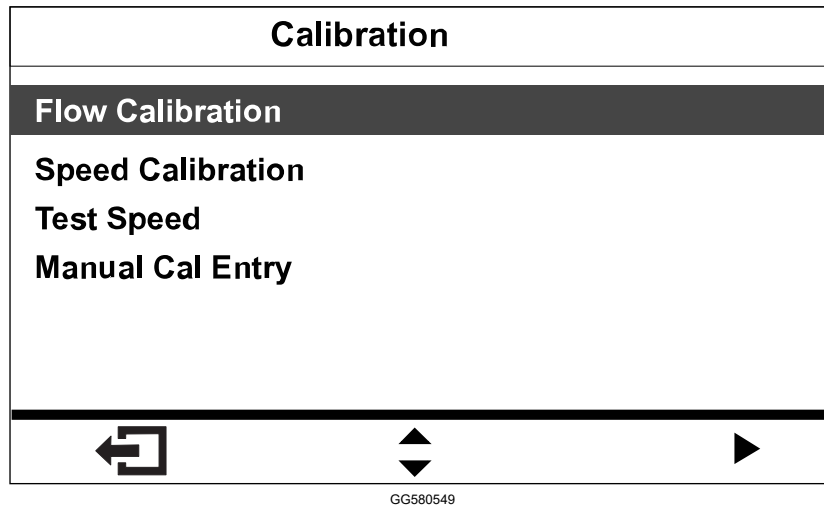 Calibration
Flow Calibration
Speed Calibration
Test Speed
Manual Cal Entry
GG580549